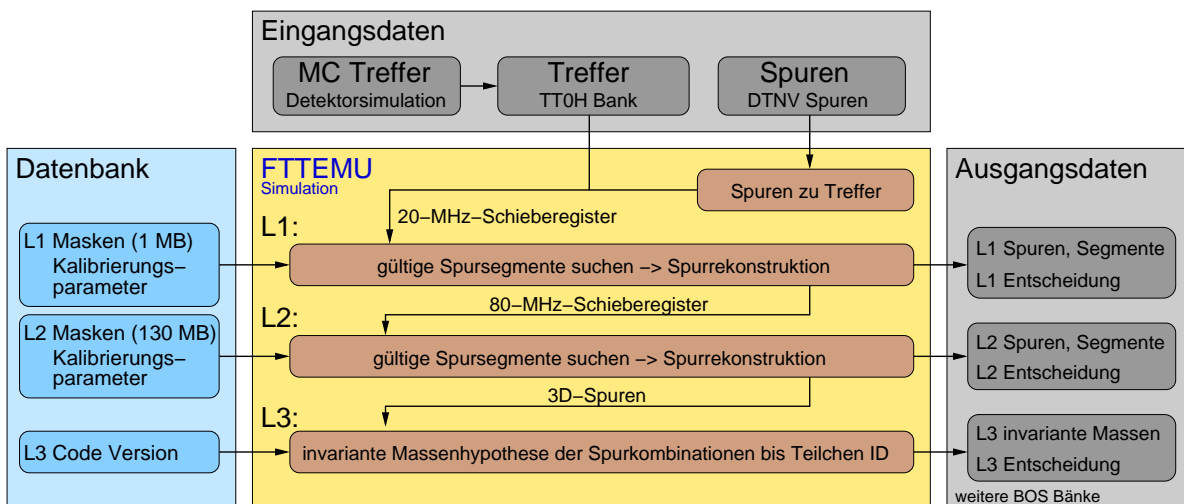 Eingangsdaten
MC Treffer
Detektorsimulation
Treffer
TT0H Bank
Spuren
DTNV Spuren
Datenbank
L1 Masken (1 MB)
Kalibrierungs–
parameter
L2 Masken (130 MB)
Kalibrierungs–
parameter
L3 Code Version
FTTEMU
Simulation
Spuren zu Treffer
20–MHz–Schieberegister
L1:
gültige Spursegmente suchen –> Spurrekonstruktion
80–MHz–Schieberegister
L2:
gültige Spursegmente suchen –> Spurrekonstruktion
3D–Spuren
L3:
invariante Massenhypothese der Spurkombinationen bis Teilchen ID
Ausgangsdaten
L1 Spuren, Segmente
L1 Entscheidung
L2 Spuren, Segmente
L2 Entscheidung
L3 invariante Massen
L3 Entscheidung
weitere BOS Bänke